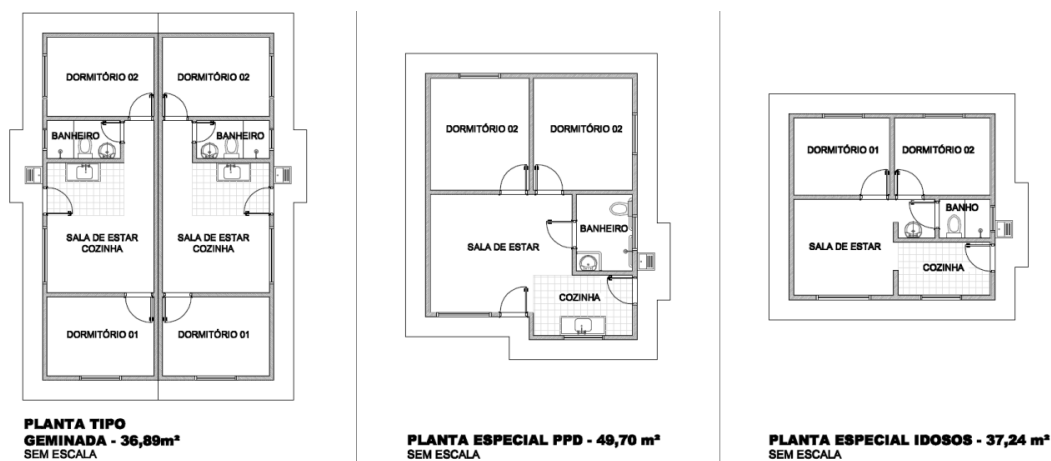 DORMITÓRIO 02
DORMITÓRIO 02
BANHEIRO
BANHEIRO
SALA DE ESTAR
COZINHA
SALA DE ESTAR
COZINHA
DORMITÓRIO 01
DORMITÓRIO 01
PLANTA TIPO
GEMINADA - 36,89m²
SEM ESCALA
DORMITÓRIO 02
DORMITÓRIO 02
BANHEIRO
SALA DE ESTAR
COZINHA
PLANTA ESPECIAL PPD - 49,70 m²
SEM ESCALA
DORMITÓRIO 01
DORMITÓRIO 02
BANHO
SALA DE ESTAR
COZINHA
PLANTA ESPECIAL IDOSOS - 37,24 m²
SEM ESCALA